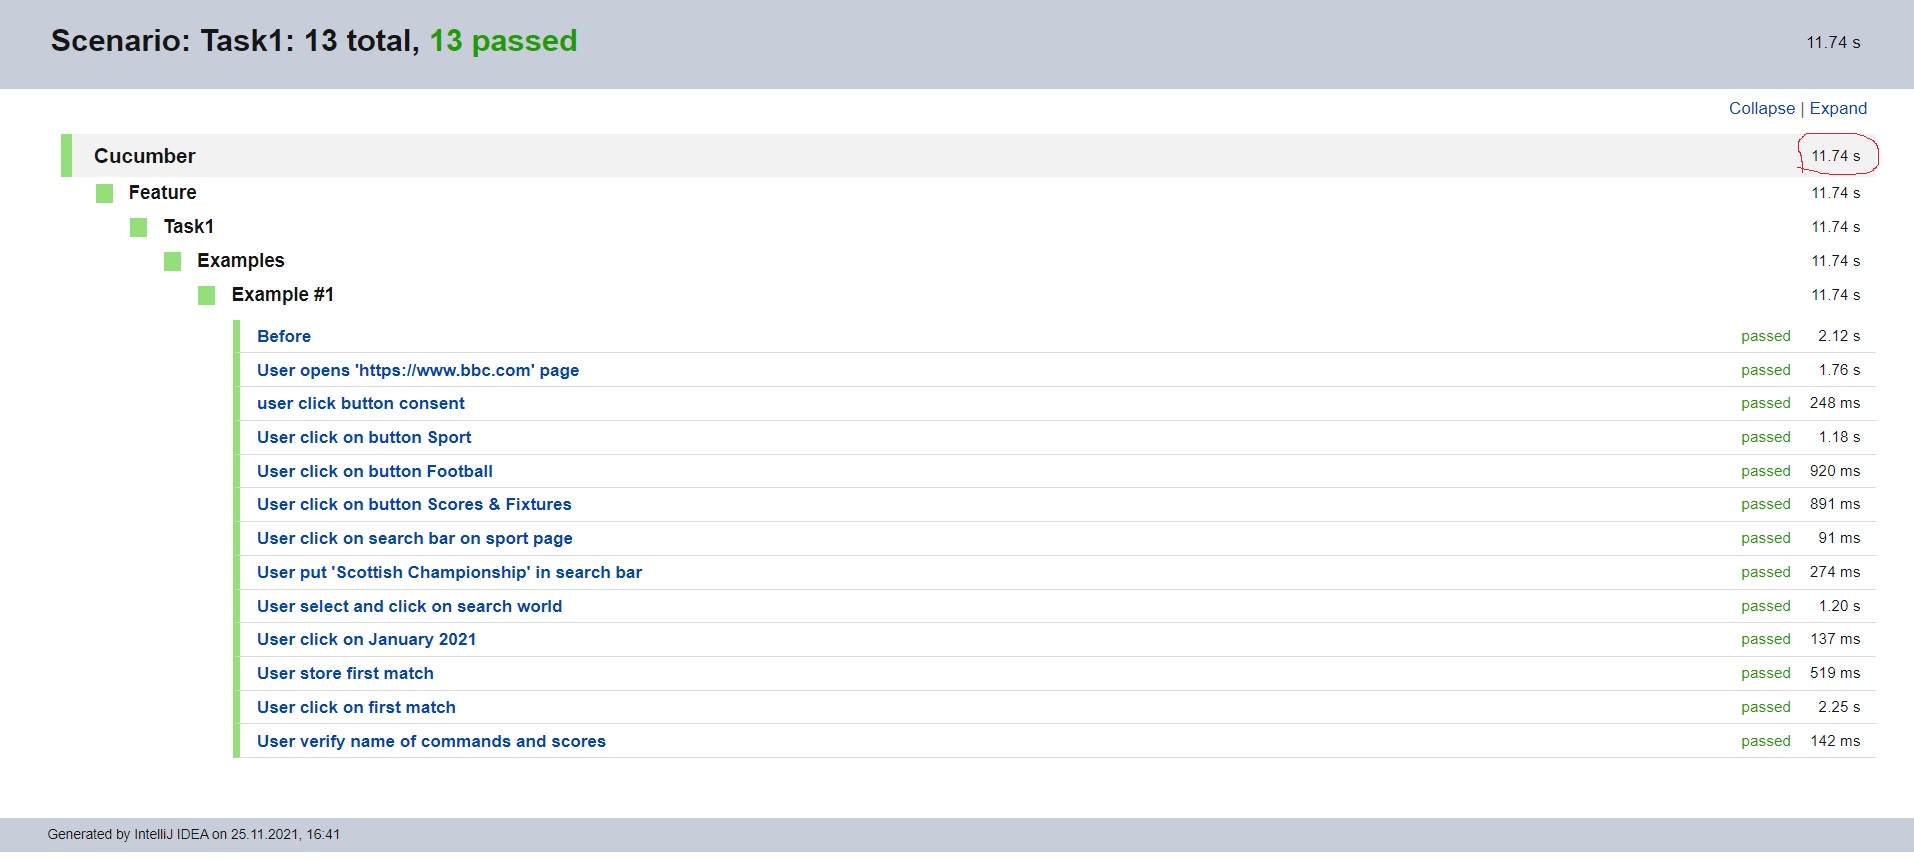 Scenario: Task1: 13 total, 13 passed 11.74 s
Collapse | Expand
Cucumber 11.74 s
Feature 11.74 s
Task1 11.74 s
Examples 11.74 s
Example #1 11.74 s
Before passed 2.12 s
User opens 'https://www.bbc.com' page passed 1.76 s
user click button consent passed 248 ms
User click on button Sport passed 1.18 s
User click on button Football passed 920 ms
User click on button Scores & Fixtures passed 891 ms
User click on search bar on sport page passed 91 ms
User put 'Scottish Championship' in search bar passed 274 ms
User select and click on search world passed 1.20 s
User click on January 2021 passed 137 ms
User store first match passed 519 ms
User click on first match passed 2.25 s
User verify name of commands and scores passed 142 ms
Generated by IntelliJ IDEA on 25.11.2021, 16:41